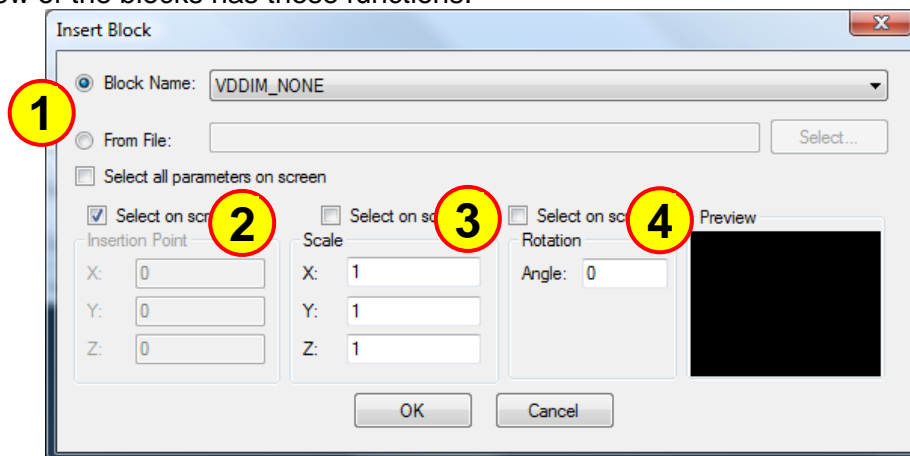 ow of the blocks has these functions.
Insert Block
Block Name: VDDIM_NONE
1
From File: Select...
Select all parameters on screen
Select on scr 2 Select on sc 3 Select on sc 4 Preview
Insertion Point Scale Rotation
X: 0 X: 1 Angle: 0
Y: 0 Y: 1
Z: 0 Z: 1
OK Cancel